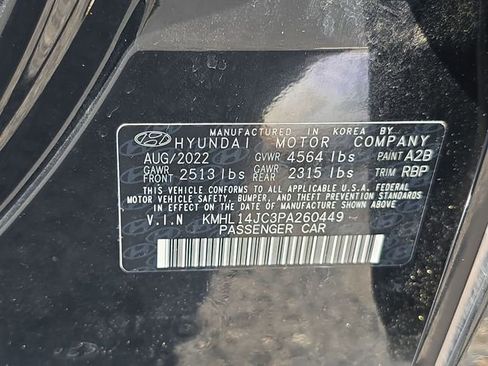 MANUFACTURED IN KOREA BY
HYUNDAI MOTOR COMPANY
AUG/2022 GVWR 4564 lbs PAINT A2B
GAWR FRONT 2513 lbs GAWR REAR 2315 lbs TRIM RBP
THIS VEHICLE CONFORMS TO ALL APPLICABLE U.S.A. FEDERAL
MOTOR VEHICLE SAFETY, BUMPER, AND THEFT PREVENTION STANDARDS
IN EFFECT ON THE DATE OF MANUFACTURE SHOWN ABOVE.
V.I.N KMHL14JC3PA260449
PASSENGER CAR